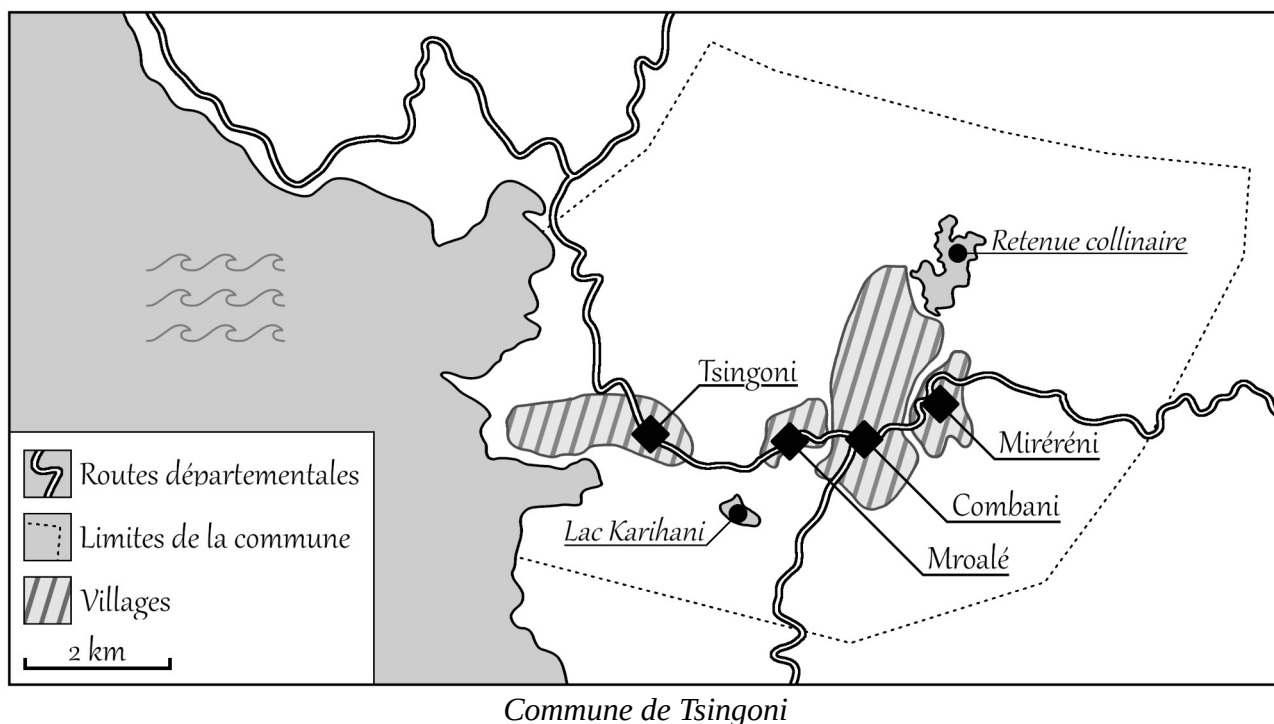 Retenue collinaire
Tsingoni
Miréréni
Combani
Lac Karihani
Mroalé
Routes départementales
Limites de la commune
Villages
2 km
Commune de Tsingoni